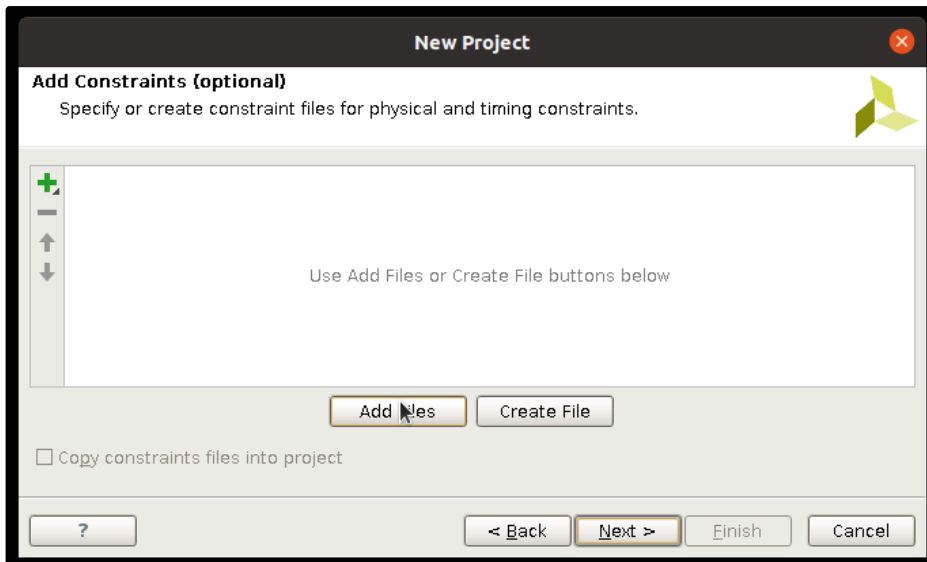 New Project
Add Constraints (optional)
Specify or create constraint files for physical and timing constraints.
Use Add Files or Create File buttons below
Add Files
Create File
Copy constraints files into project
?
< Back
Next >
Finish
Cancel